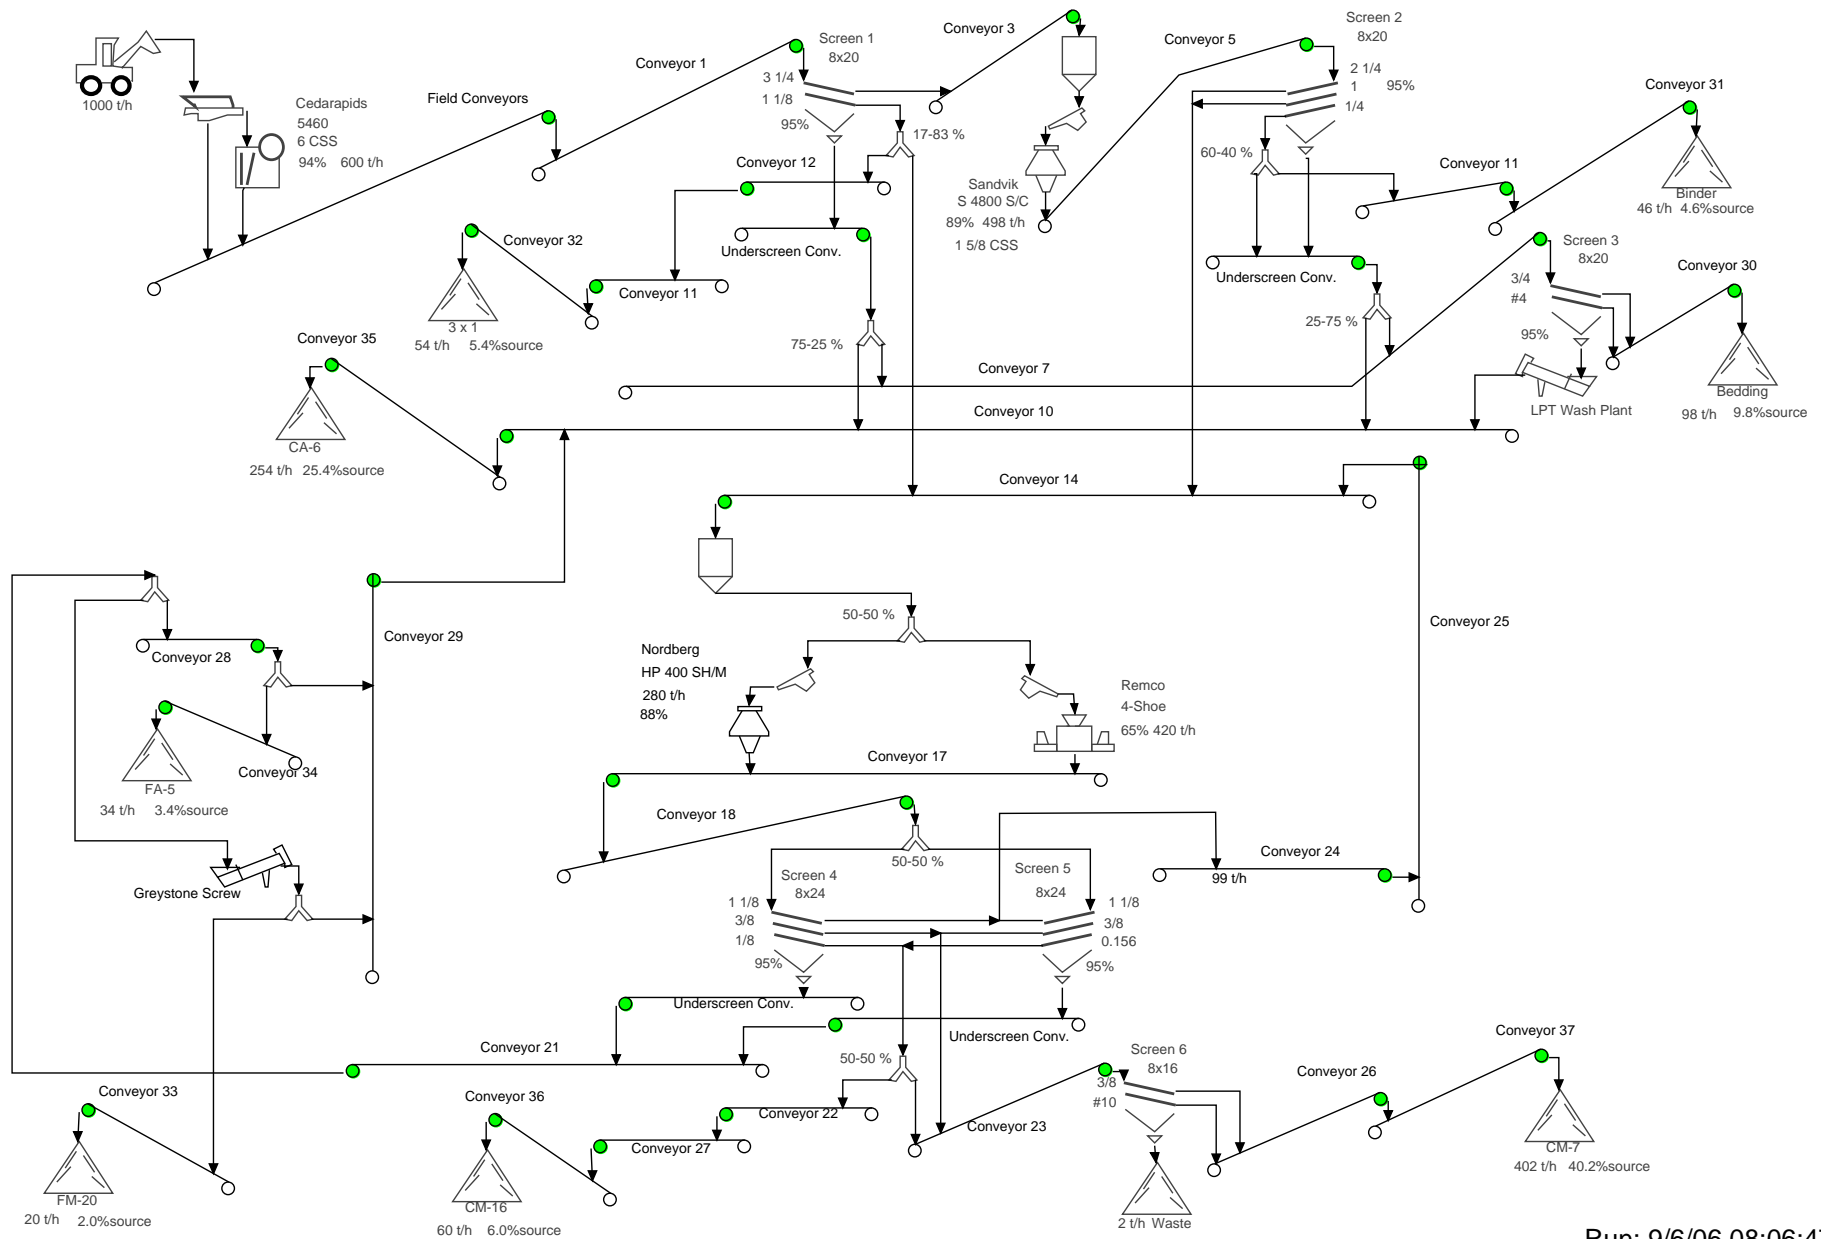 Conveyor 3
Screen 2
8x20
Screen 1
8x20
Conveyor 5
Conveyor 1
2 1/4
1
95%
1/4
3 1/4
1 1/8
95%
Conveyor 31
1000 t/h
Field Conveyors
Cedarapids
5460
6 CSS
94% 600 t/h
17-83 %
60-40 %
Conveyor 12
Conveyor 11
Sandvik
S 4800 S/C
89% 498 t/h
1 5/8 CSS
Binder
46 t/h 4.6%source
Conveyor 32
Underscreen Conv.
Screen 3
8x20
Conveyor 30
Underscreen Conv.
3/4
#4
Conveyor 11
3 x 1
54 t/h 5.4%source
Conveyor 35
75-25 %
25-75 %
95%
Conveyor 7
Bedding
98 t/h 9.8%source
Conveyor 10
LPT Wash Plant
CA-6
254 t/h 25.4%source
Conveyor 14
50-50 %
Conveyor 29
Conveyor 25
Conveyor 28
Nordberg
HP 400 SH/M
280 t/h
88%
Remco
4-Shoe
65% 420 t/h
Conveyor 34
FA-5
34 t/h 3.4%source
Conveyor 17
Conveyor 18
50-50 %
Conveyor 24
99 t/h
Screen 4
8x24
Screen 5
8x24
Greystone Screw
1 1/8
3/8
1/8
1 1/8
3/8
0.156
95%
95%
Underscreen Conv.
Underscreen Conv.
Conveyor 21
50-50 %
Screen 6
8x16
Conveyor 37
3/8
#10
Conveyor 26
Conveyor 33
Conveyor 36
Conveyor 22
Conveyor 23
Conveyor 27
CM-7
402 t/h 40.2%source
FM-20
20 t/h 2.0%source
CM-16
60 t/h 6.0%source
2 t/h Waste
Run: 9/6/06 08:06:47